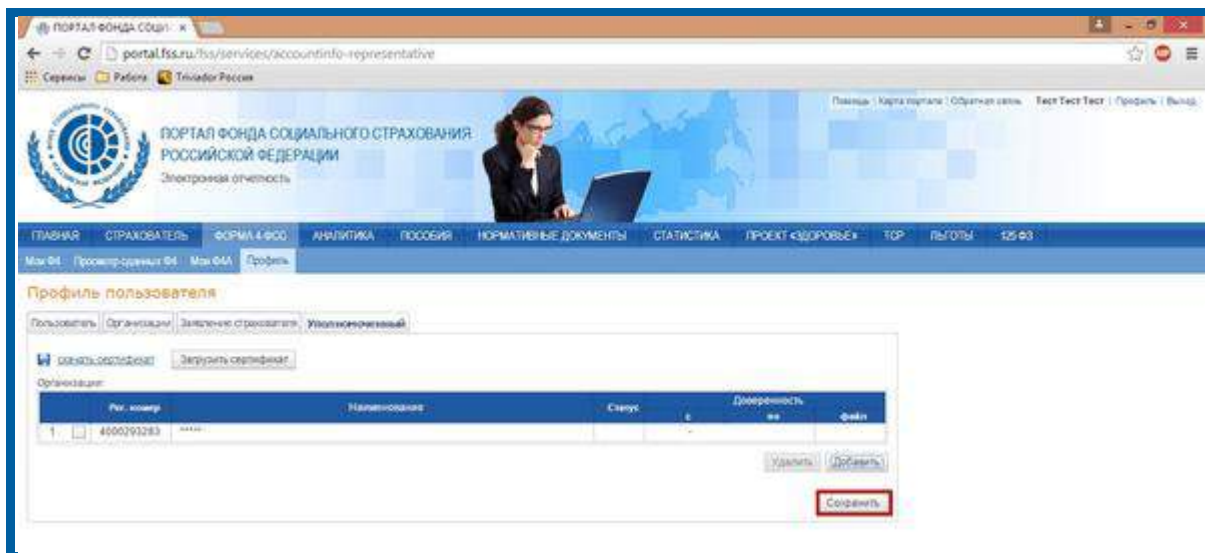 ПОРТАЛ ФОНДА СОЦИ
portal.fss.ru/fss/services/accountinfo-representative
Сервисы Работа Triviador Россия
Помощь | Карта портала | Обратная связь Тест Тест Тест | Профиль | Выход
ПОРТАЛ ФОНДА СОЦИАЛЬНОГО СТРАХОВАНИЯ
РОССИЙСКОЙ ФЕДЕРАЦИИ
Электронная отчетность
ГЛАВНАЯ СТРАХОВАТЕЛЬ ФОРМА 4-ФСС АНАЛИТИКА ПОСОБИЯ НОРМАТИВНЫЕ ДОКУМЕНТЫ СТАТИСТИКА ПРОЕКТ «ЗДОРОВЬЕ» ТСР ЛЬГОТЫ 125 ФЗ
Мои Ф4 Просмотр сданных Ф4 Мои Ф4А Профиль
Профиль пользователя
Пользователь Организации Заявление страхователя Уполномоченный
скачать сертификат Загрузить сертификат
Организации:
Рег. номер Наименование Статус Доверенность
с по файл
1 4000293283 ***** -
Удалить Добавить
Сохранить